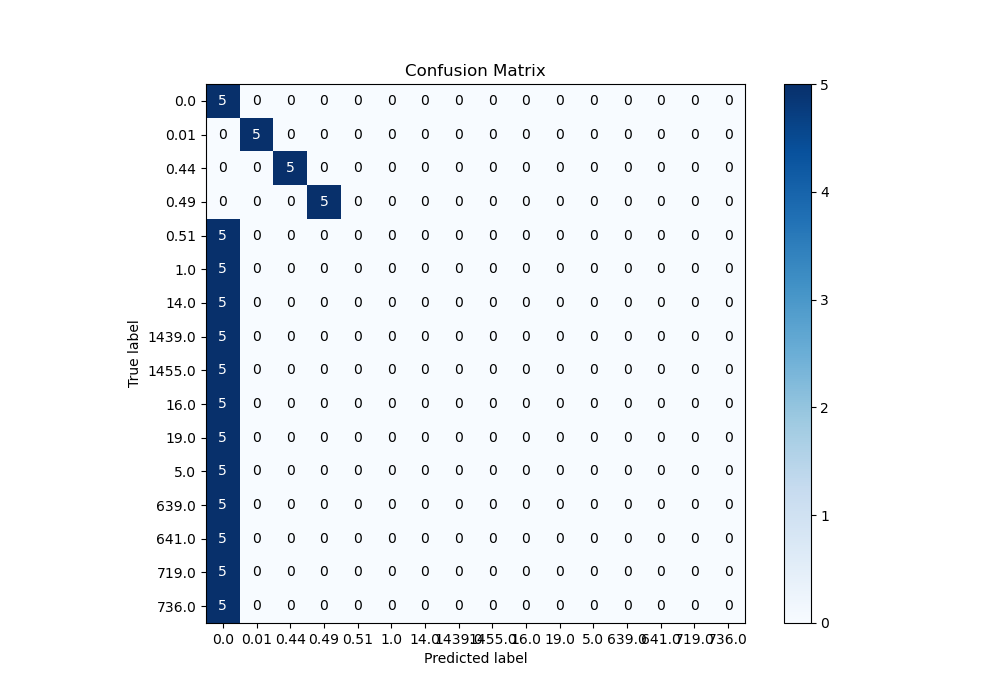 Confusion Matrix
0.0 5 0 0 0 0 0 0 0 0 0 0 0 0 0 0 0
0.01 0 5 0 0 0 0 0 0 0 0 0 0 0 0 0 0
0.44 0 0 5 0 0 0 0 0 0 0 0 0 0 0 0 0
0.49 0 0 0 5 0 0 0 0 0 0 0 0 0 0 0 0
0.51 5 0 0 0 0 0 0 0 0 0 0 0 0 0 0 0
1.0 5 0 0 0 0 0 0 0 0 0 0 0 0 0 0 0
14.0 5 0 0 0 0 0 0 0 0 0 0 0 0 0 0 0
1439.0 5 0 0 0 0 0 0 0 0 0 0 0 0 0 0 0
1455.0 5 0 0 0 0 0 0 0 0 0 0 0 0 0 0 0
16.0 5 0 0 0 0 0 0 0 0 0 0 0 0 0 0 0
19.0 5 0 0 0 0 0 0 0 0 0 0 0 0 0 0 0
5.0 5 0 0 0 0 0 0 0 0 0 0 0 0 0 0 0
639.0 5 0 0 0 0 0 0 0 0 0 0 0 0 0 0 0
641.0 5 0 0 0 0 0 0 0 0 0 0 0 0 0 0 0
719.0 5 0 0 0 0 0 0 0 0 0 0 0 0 0 0 0
736.0 5 0 0 0 0 0 0 0 0 0 0 0 0 0 0 0
0.0 0.01 0.44 0.49 0.51 1.0 14.0 1439.0 1455.0 16.0 19.0 5.0 639.0 641.0 719.0 736.0
Predicted label
True label
5
4
3
2
1
0